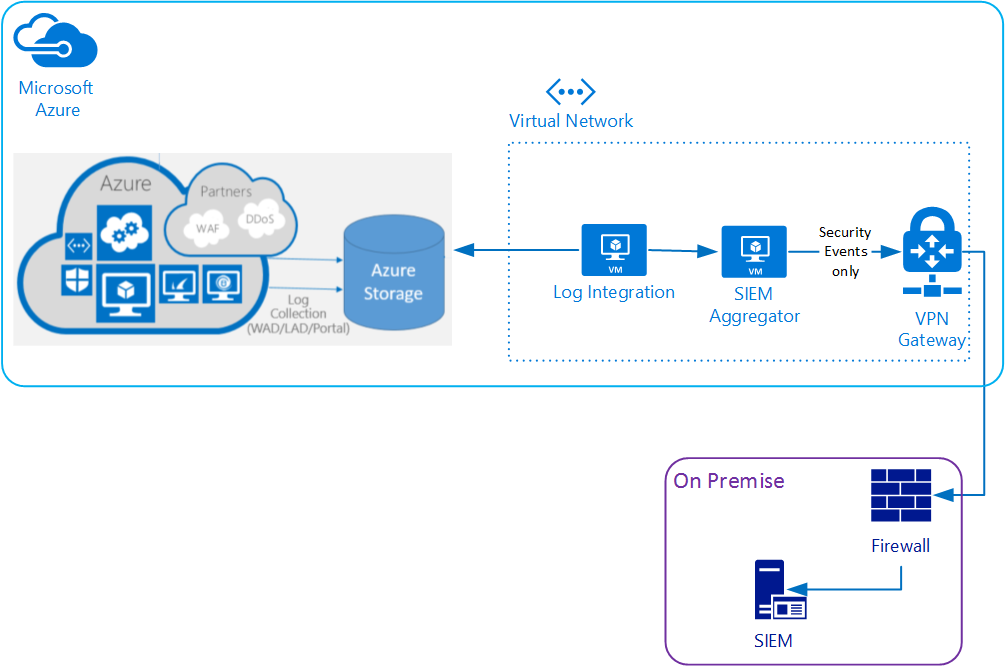 Microsoft
Azure
Virtual Network
Azure
Partners
WAF
DDoS
Azure
Storage
Log
Collection
(WAD/LAD/Portal)
VM
Log Integration
VM
SIEM
Aggregator
Security
Events
only
VPN
Gateway
On Premise
Firewall
SIEM